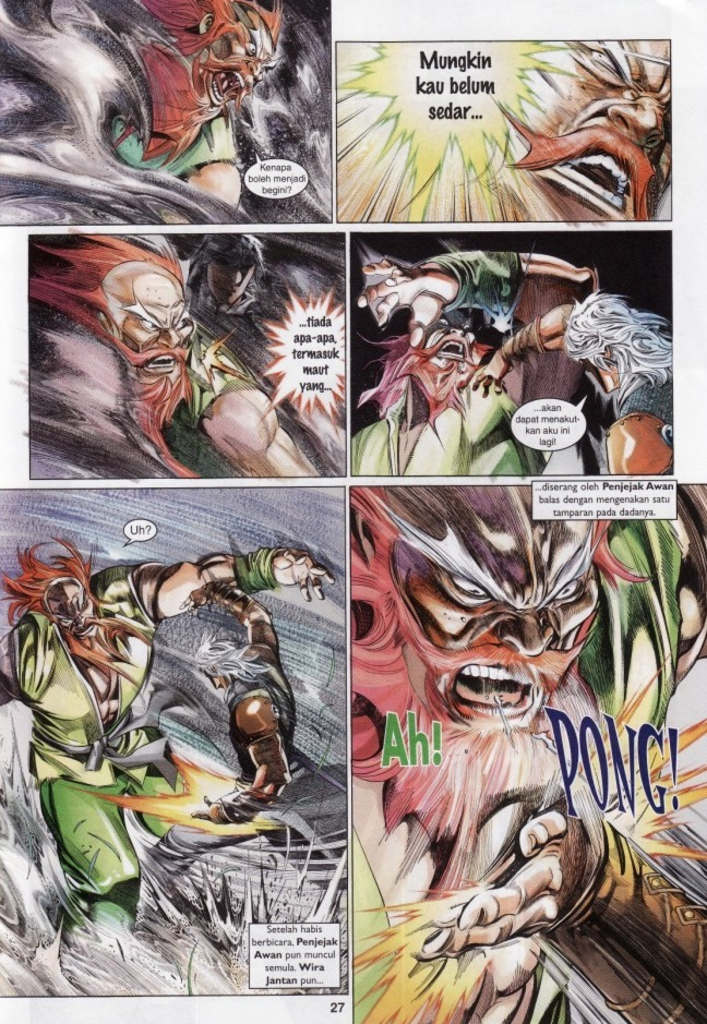 Kenapa
boleh menjadi
begini?
Mungkin
kau belum
sedar...
...tiada
apa-apa,
termasuk
maut
yang...
...akan
dapat menakut-
kan aku ini
lagi!
Uh?
Setelah habis
berbicara, Penjejak
Awan pun muncul
semula. Wira
Jantan pun...
...diserang oleh Penjejak Awan
balas dengan mengenakan satu
tamparan pada dadanya.
Ah!
PONG!
27